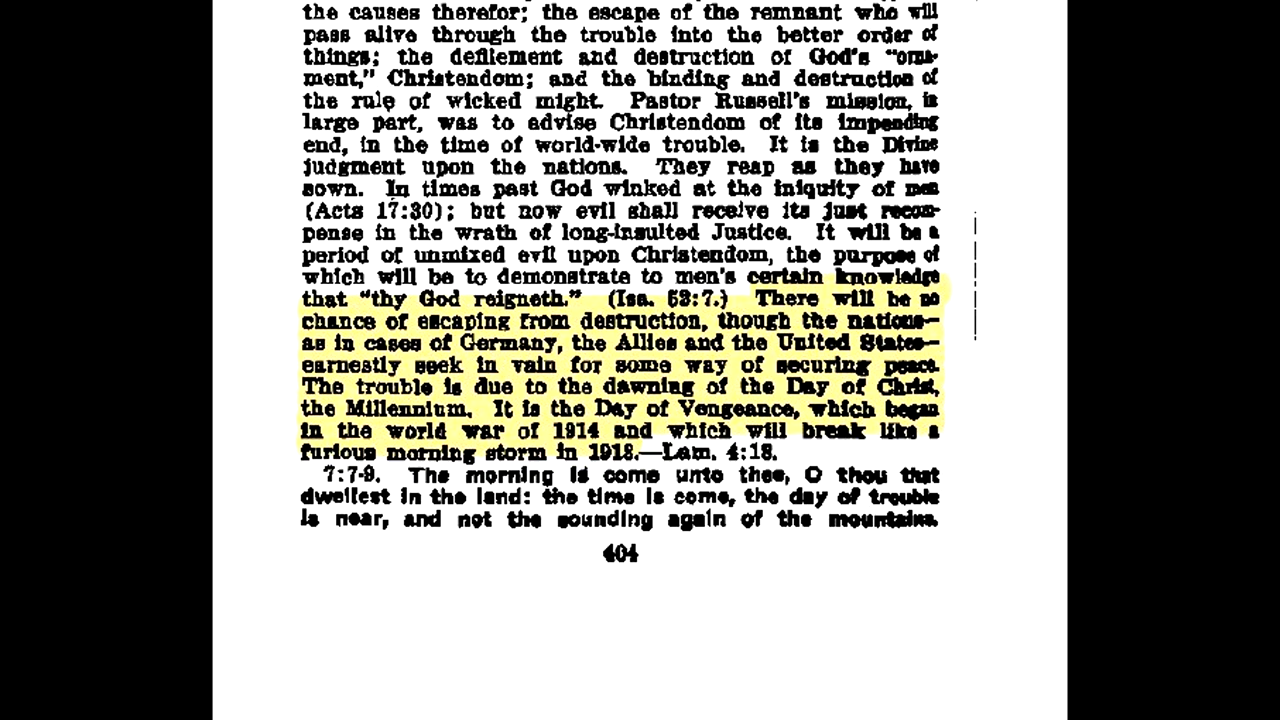 the causes therefor; the escape of the remnant who will
pass alive through the trouble into the better order of
things; the defilement and destruction of God's "orna-
ment," Christendom; and the binding and destruction of
the rule of wicked might. Pastor Russell's mission, in
large part, was to advise Christendom of its impending
end, in the time of world-wide trouble. It is the Divine
judgment upon the nations. They reap as they have
sown. In times past God winked at the iniquity of men
(Acts 17:30); but now evil shall receive its just recom-
pense in the wrath of long-insulted Justice. It will be a
period of unmixed evil upon Christendom, the purpose of
which will be to demonstrate to men's certain knowledge
that "thy God reigneth." (Isa. 52:7.) There will be no
chance of escaping from destruction, though the nations—
as in cases of Germany, the Allies and the United States—
earnestly seek in vain for some way of securing peace.
The trouble is due to the dawning of the Day of Christ,
the Millennium. It is the Day of Vengeance, which began
in the world war of 1914 and which will break like a
furious morning storm in 1918.—Lam. 4:18.
7:7-9. The morning is come unto thee, O thou that
dwellest in the land: the time is come, the day of trouble
is near, and not the sounding again of the mountains.
404